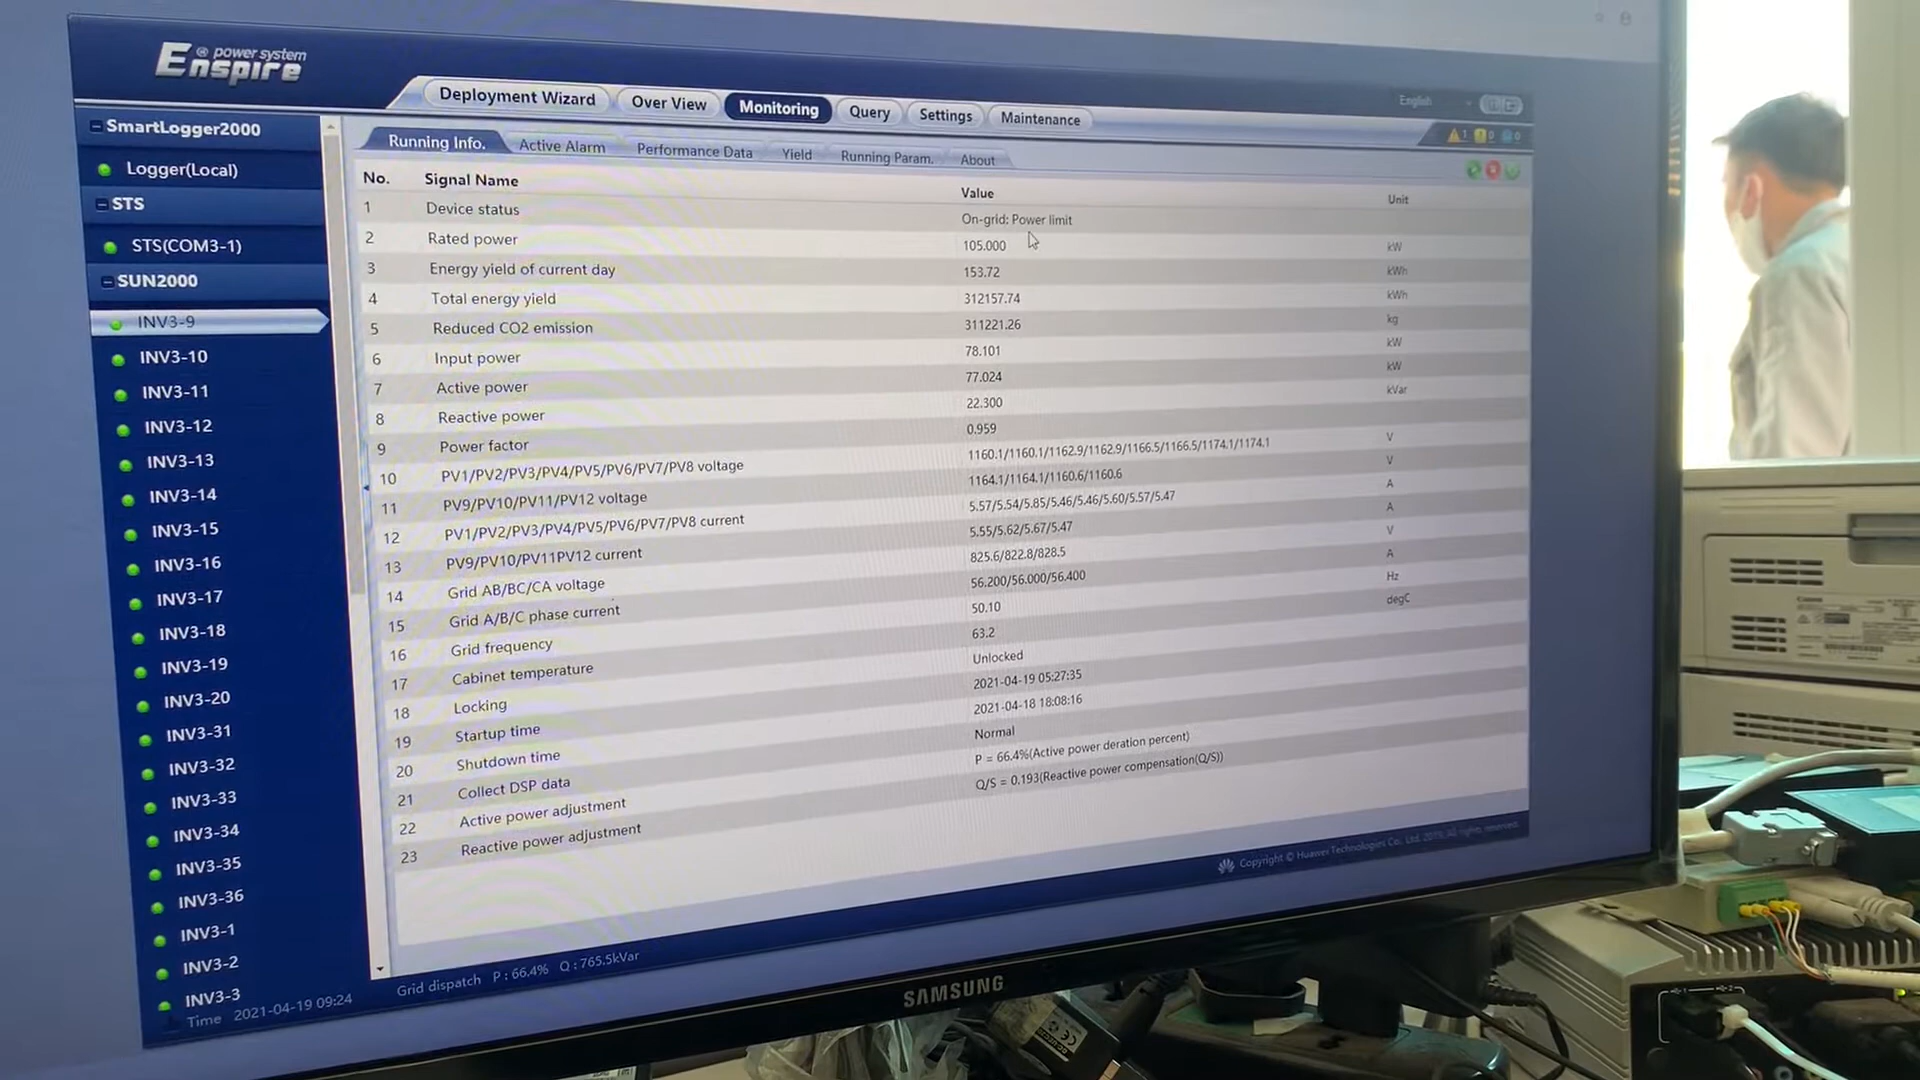 Enspire power system
Deployment Wizard Over View Monitoring Query Settings Maintenance
English
1 0 0
SmartLogger2000
Logger(Local)
STS
STS(COM3-1)
SUN2000
INV3-9
INV3-10
INV3-11
INV3-12
INV3-13
INV3-14
INV3-15
INV3-16
INV3-17
INV3-18
INV3-19
INV3-20
INV3-31
INV3-32
INV3-33
INV3-34
INV3-35
INV3-36
INV3-1
INV3-2
INV3-3
Running Info. Active Alarm Performance Data Yield Running Param. About
No. Signal Name Value Unit
1 Device status On-grid: Power limit
2 Rated power 105.000 kW
3 Energy yield of current day 153.72 kWh
4 Total energy yield 312157.74 kWh
5 Reduced CO2 emission 311221.26 kg
6 Input power 78.101 kW
7 Active power 77.024 kW
8 Reactive power 22.300 kVar
9 Power factor 0.959
10 PV1/PV2/PV3/PV4/PV5/PV6/PV7/PV8 voltage 1160.1/1160.1/1162.9/1162.9/1166.5/1166.5/1174.1/1174.1 V
11 PV9/PV10/PV11/PV12 voltage 1164.1/1164.1/1160.6/1160.6 V
12 PV1/PV2/PV3/PV4/PV5/PV6/PV7/PV8 current 5.57/5.54/5.85/5.46/5.46/5.60/5.57/5.47 A
13 PV9/PV10/PV11PV12 current 5.55/5.62/5.67/5.47 A
14 Grid AB/BC/CA voltage 825.6/822.8/828.5 V
15 Grid A/B/C phase current 56.200/56.000/56.400 A
16 Grid frequency 50.10 Hz
17 Cabinet temperature 63.2 degC
18 Locking Unlocked
19 Startup time 2021-04-19 05:27:35
20 Shutdown time 2021-04-18 18:08:16
21 Collect DSP data Normal
22 Active power adjustment P = 66.4%(Active power deration percent)
23 Reactive power adjustment Q/S = 0.193(Reactive power compensation(Q/S))
Copyright © Huawei Technologies Co., Ltd. 2019. All rights reserved.
Time 2021-04-19 09:24 Grid dispatch P : 66.4% Q : 765.5kVar
SAMSUNG